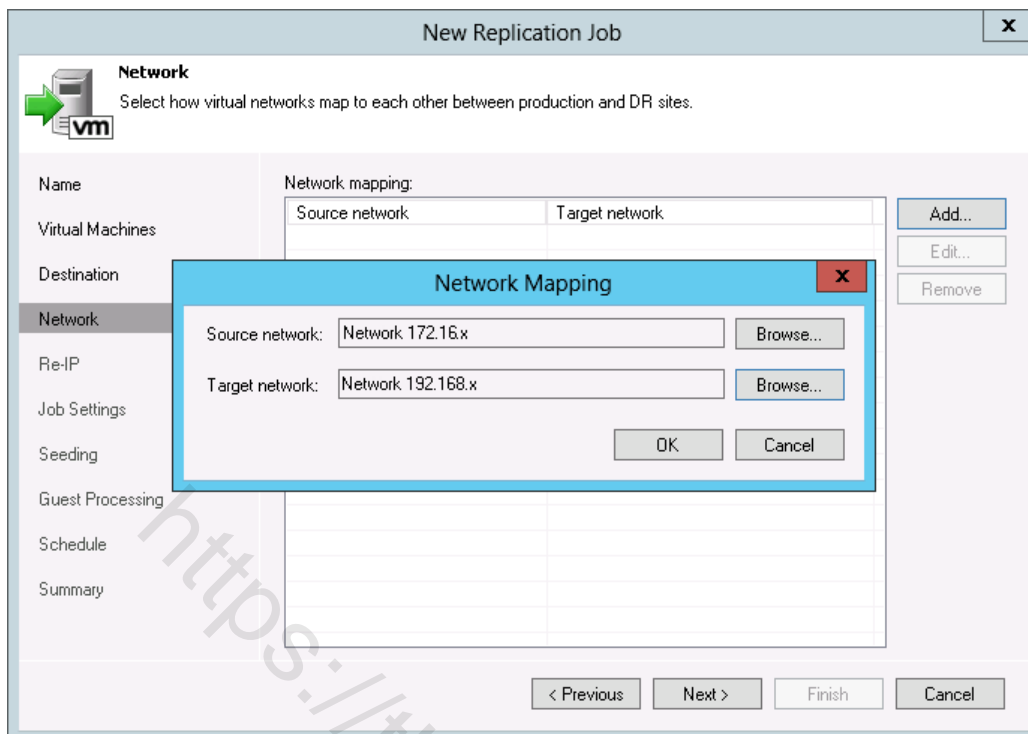 New Replication Job
x
Network
Select how virtual networks map to each other between production and DR sites.
vm
Name
Virtual Machines
Destination
Network
Re-IP
Job Settings
Seeding
Guest Processing
Schedule
Summary
Network mapping:
Source network Target network
Add...
Edit...
Remove
Network Mapping
x
Source network: Network 172.16.x Browse...
Target network: Network 192.168.x Browse...
OK Cancel
< Previous Next > Finish Cancel
https://th